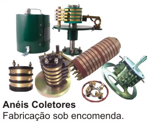 Anéis Coletores
Fabricação sob encomenda.